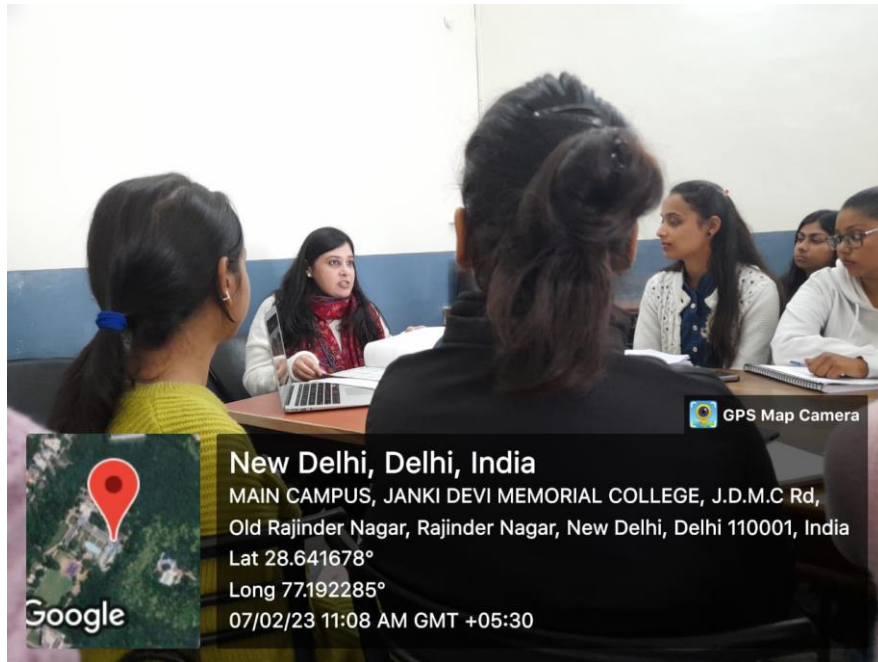 GPS Map Camera
New Delhi, Delhi, India
MAIN CAMPUS, JANKI DEVI MEMORIAL COLLEGE, J.D.M.C Rd,
Old Rajinder Nagar, Rajinder Nagar, New Delhi, Delhi 110001, India
Lat 28.641678°
Long 77.192285°
07/02/23 11:08 AM GMT +05:30
Google